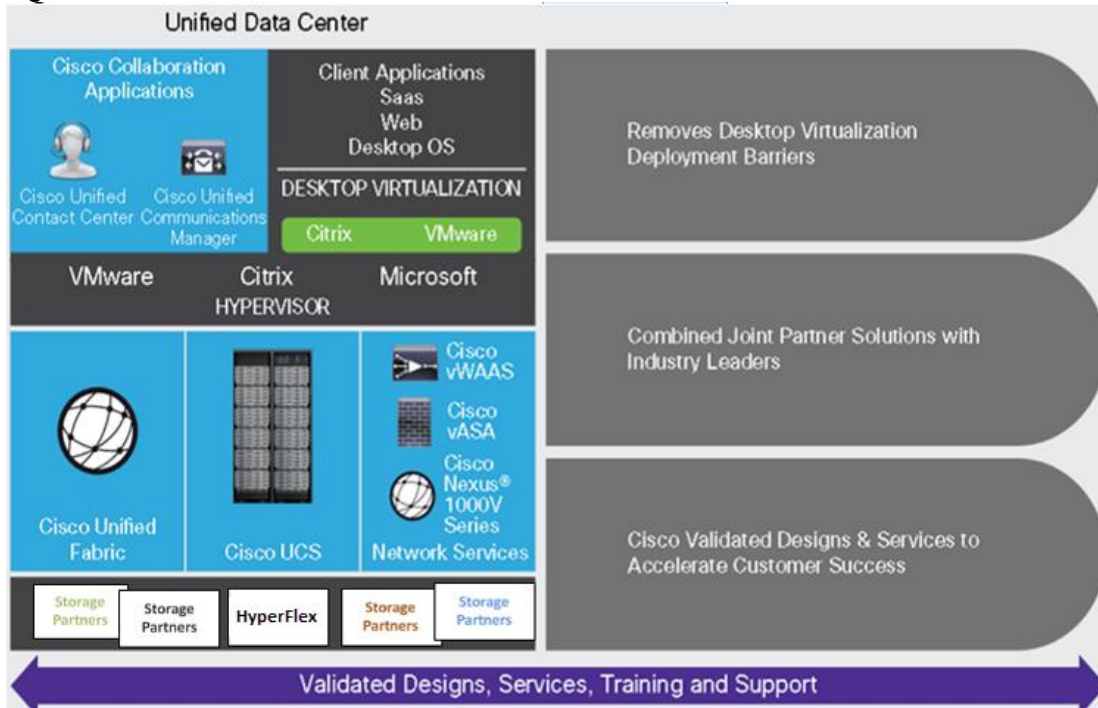 Unified Data Center
Cisco Collaboration
Applications
Cisco Unified
Contact Center
Cisco Unified
Communications
Manager
Client Applications
Saas
Web
Desktop OS
DESKTOP VIRTUALIZATION
Citrix VMware
VMware Citrix Microsoft
HYPERVISOR
Cisco Unified
Fabric
Cisco UCS
Cisco
vWAAS
Cisco
vASA
Cisco
Nexus®
1000V
Series
Network Services
Storage
Partners
Storage
Partners
HyperFlex
Storage
Partners
Storage
Partners
Removes Desktop Virtualization
Deployment Barriers
Combined Joint Partner Solutions with
Industry Leaders
Cisco Validated Designs & Services to
Accelerate Customer Success
Validated Designs, Services, Training and Support